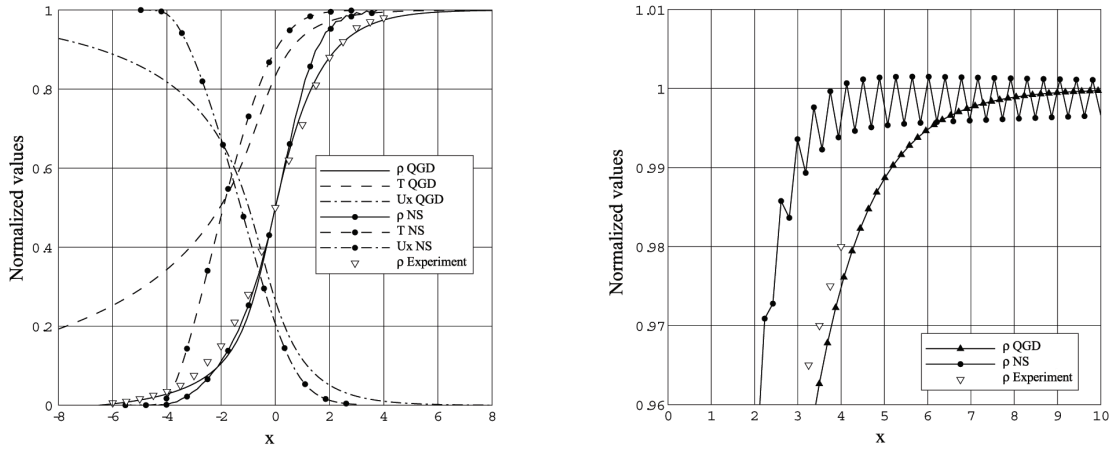 Normalized values
1
0.8
0.6
0.4
0.2
0
-8
-6
-4
-2
0
2
4
6
8
x
ρ QGD
T QGD
Ux QGD
ρ NS
T NS
Ux NS
ρ Experiment
Normalized values
1.01
1
0.99
0.98
0.97
0.96
0
1
2
3
4
5
6
7
8
9
10
x
ρ QGD
ρ NS
ρ Experiment